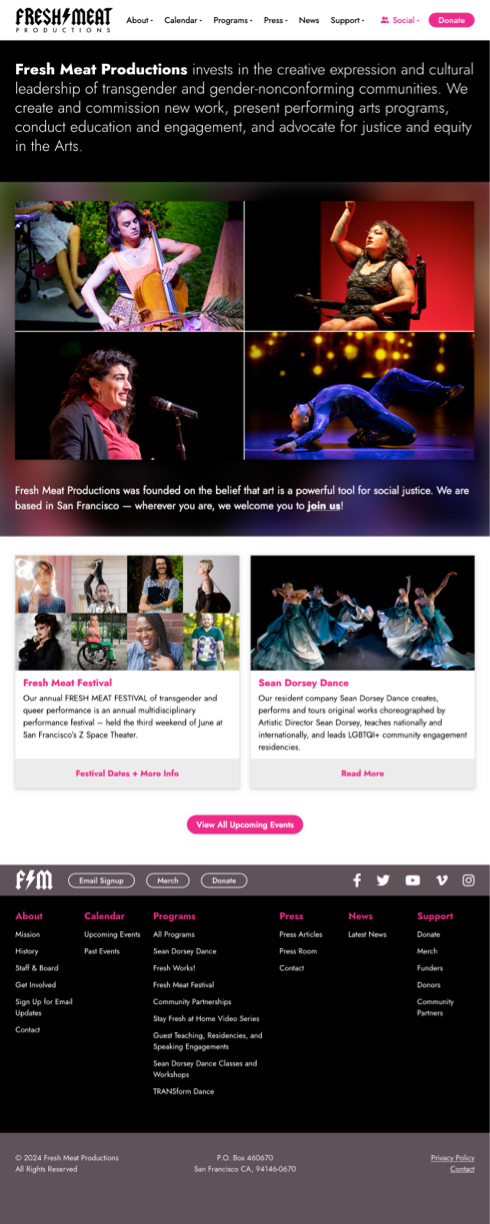 FRESH MEAT
PRODUCTIONS
About
Calendar
Programs
Press
News
Support
Social
Donate
Fresh Meat Productions invests in the creative expression and cultural
leadership of transgender and gender-nonconforming communities. We
create and commission new work, present performing arts programs,
conduct education and engagement, and advocate for justice and equity
in the Arts.
Fresh Meat Productions was founded on the belief that art is a powerful tool for social justice. We are
based in San Francisco — wherever you are, we welcome you to join us!
Fresh Meat Festival
Our annual FRESH MEAT FESTIVAL of transgender and
queer performance is an annual multidisciplinary
performance festival – held the third weekend of June at
San Francisco's Z Space Theater.
Festival Dates + More Info
Sean Dorsey Dance
Our resident company Sean Dorsey Dance creates,
performs and tours original works choreographed by
Artistic Director Sean Dorsey, teaches nationally and
internationally, and leads LGBTQI+ community engagement
residencies.
Read More
View All Upcoming Events
FM
Email Signup
Merch
Donate
About
Mission
History
Staff & Board
Get Involved
Sign Up for Email
Updates
Contact
Calendar
Upcoming Events
Past Events
Programs
All Programs
Sean Dorsey Dance
Fresh Works!
Fresh Meat Festival
Community Partnerships
Stay Fresh at Home Video Series
Guest Teaching, Residencies, and
Speaking Engagements
Sean Dorsey Dance Classes and
Workshops
TRANSform Dance
Press
Press Articles
Press Room
Contact
News
Latest News
Support
Donate
Merch
Funders
Donors
Community
Partners
© 2024 Fresh Meat Productions
All Rights Reserved
P.O. Box 460670
San Francisco CA, 94146-0670
Privacy Policy
Contact